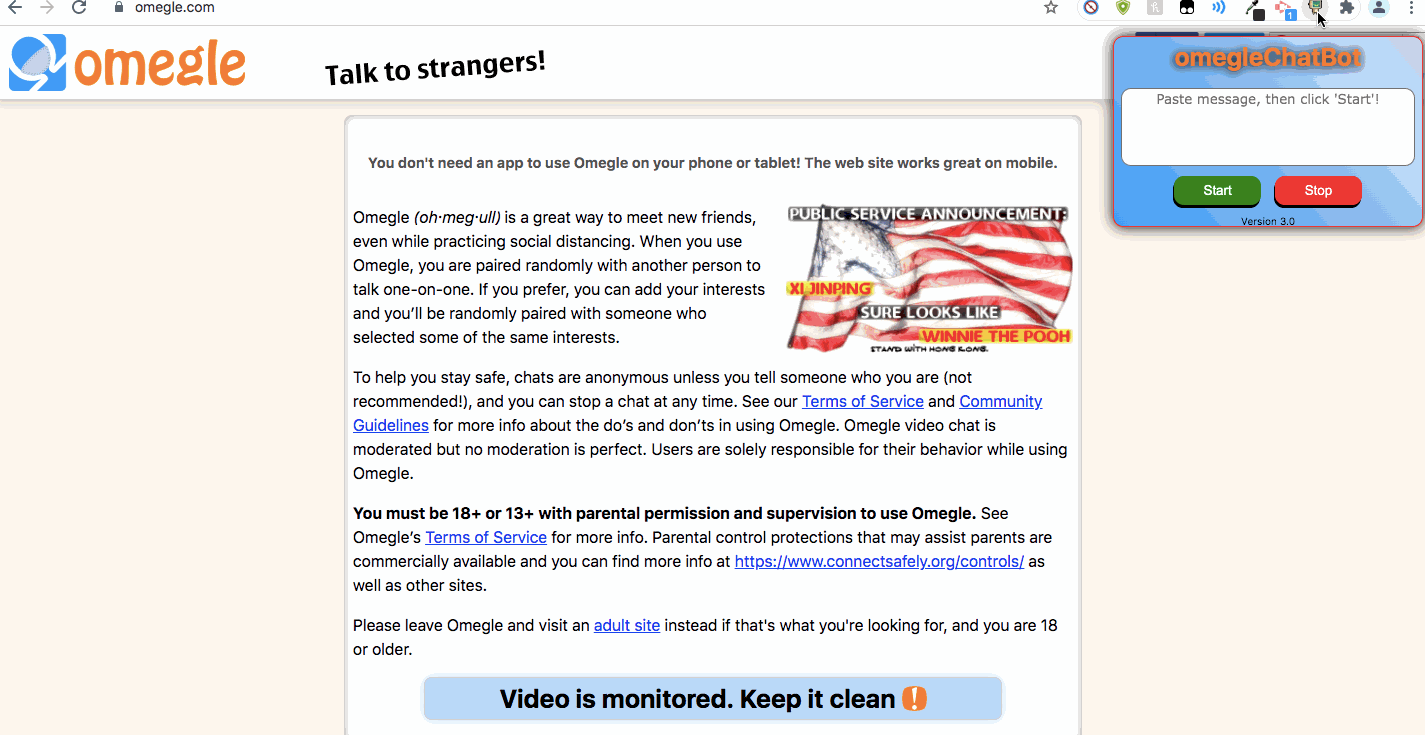 omegle.com
omegle
Talk to strangers!
omegleChatBot
Paste message, then click 'Start'!
Start
Stop
Version 3.0
1
You don't need an app to use Omegle on your phone or tablet! The web site works great on mobile.
Omegle (oh·meg·ull) is a great way to meet new friends,
even while practicing social distancing. When you use
Omegle, you are paired randomly with another person to
talk one-on-one. If you prefer, you can add your interests
and you’ll be randomly paired with someone who
selected some of the same interests.
PUBLIC SERVICE ANNOUNCEMENT:
XI JINPING
SURE LOOKS LIKE
WINNIE THE POOH
STAND WITH HONG KONG.
To help you stay safe, chats are anonymous unless you tell someone who you are (not
recommended!), and you can stop a chat at any time. See our Terms of Service and Community
Guidelines for more info about the do’s and don’ts in using Omegle. Omegle video chat is
moderated but no moderation is perfect. Users are solely responsible for their behavior while using
Omegle.
You must be 18+ or 13+ with parental permission and supervision to use Omegle. See
Omegle’s Terms of Service for more info. Parental control protections that may assist parents are
commercially available and you can find more info at https://www.connectsafely.org/controls/ as
well as other sites.
Please leave Omegle and visit an adult site instead if that's what you're looking for, and you are 18
or older.
Video is monitored. Keep it clean !